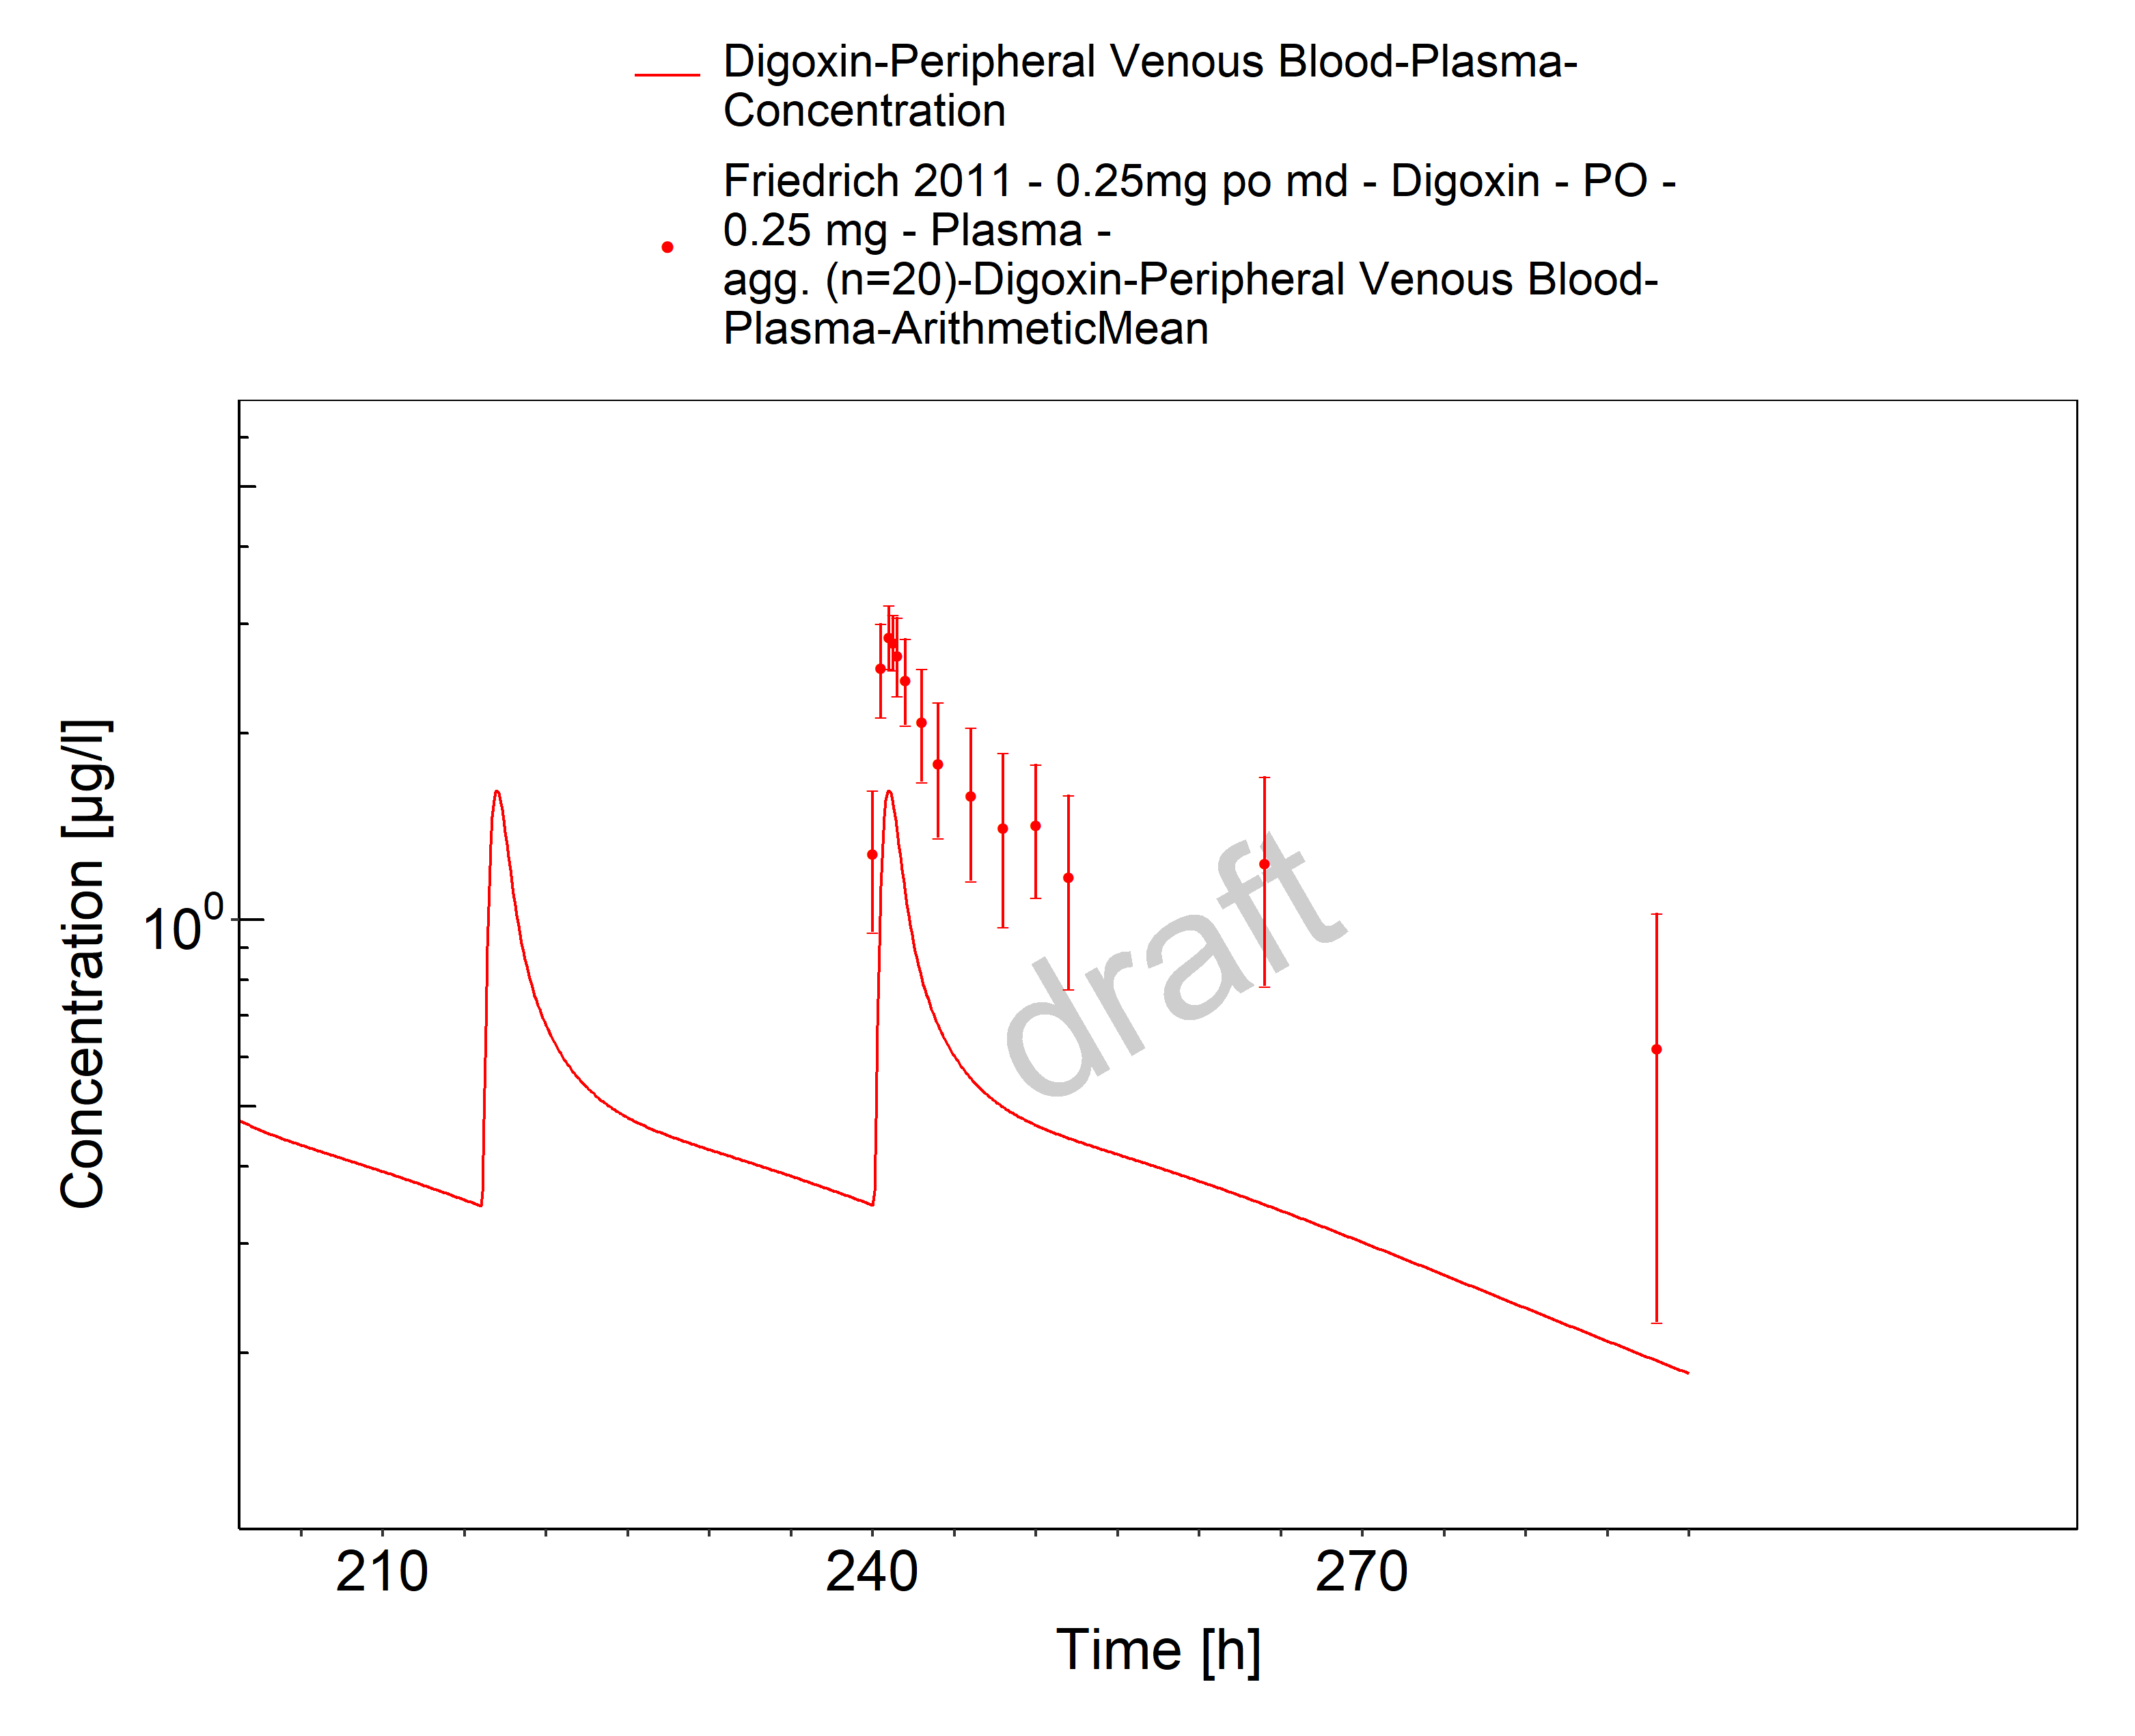 Digoxin-Peripheral Venous Blood-Plasma-
Concentration
Friedrich 2011 - 0.25mg po md - Digoxin - PO -
0.25 mg - Plasma -
agg. (n=20)-Digoxin-Peripheral Venous Blood-
Plasma-ArithmeticMean
Concentration [µg/l]
10⁰
draft
210 240 270
Time [h]